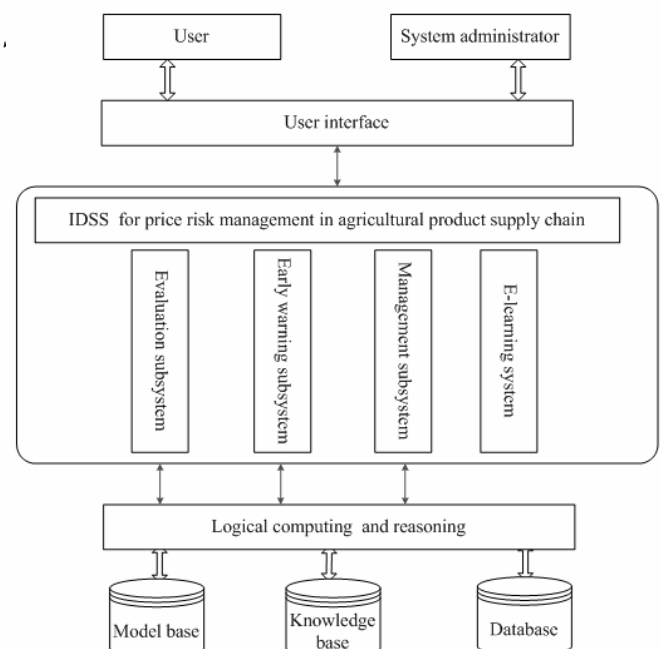 User
System administrator
User interface
IDSS for price risk management in agricultural product supply chain
Evaluation subsystem
Early warning subsystem
Management subsystem
E-learning system
Logical computing and reasoning
Model base
Knowledge
base
Database